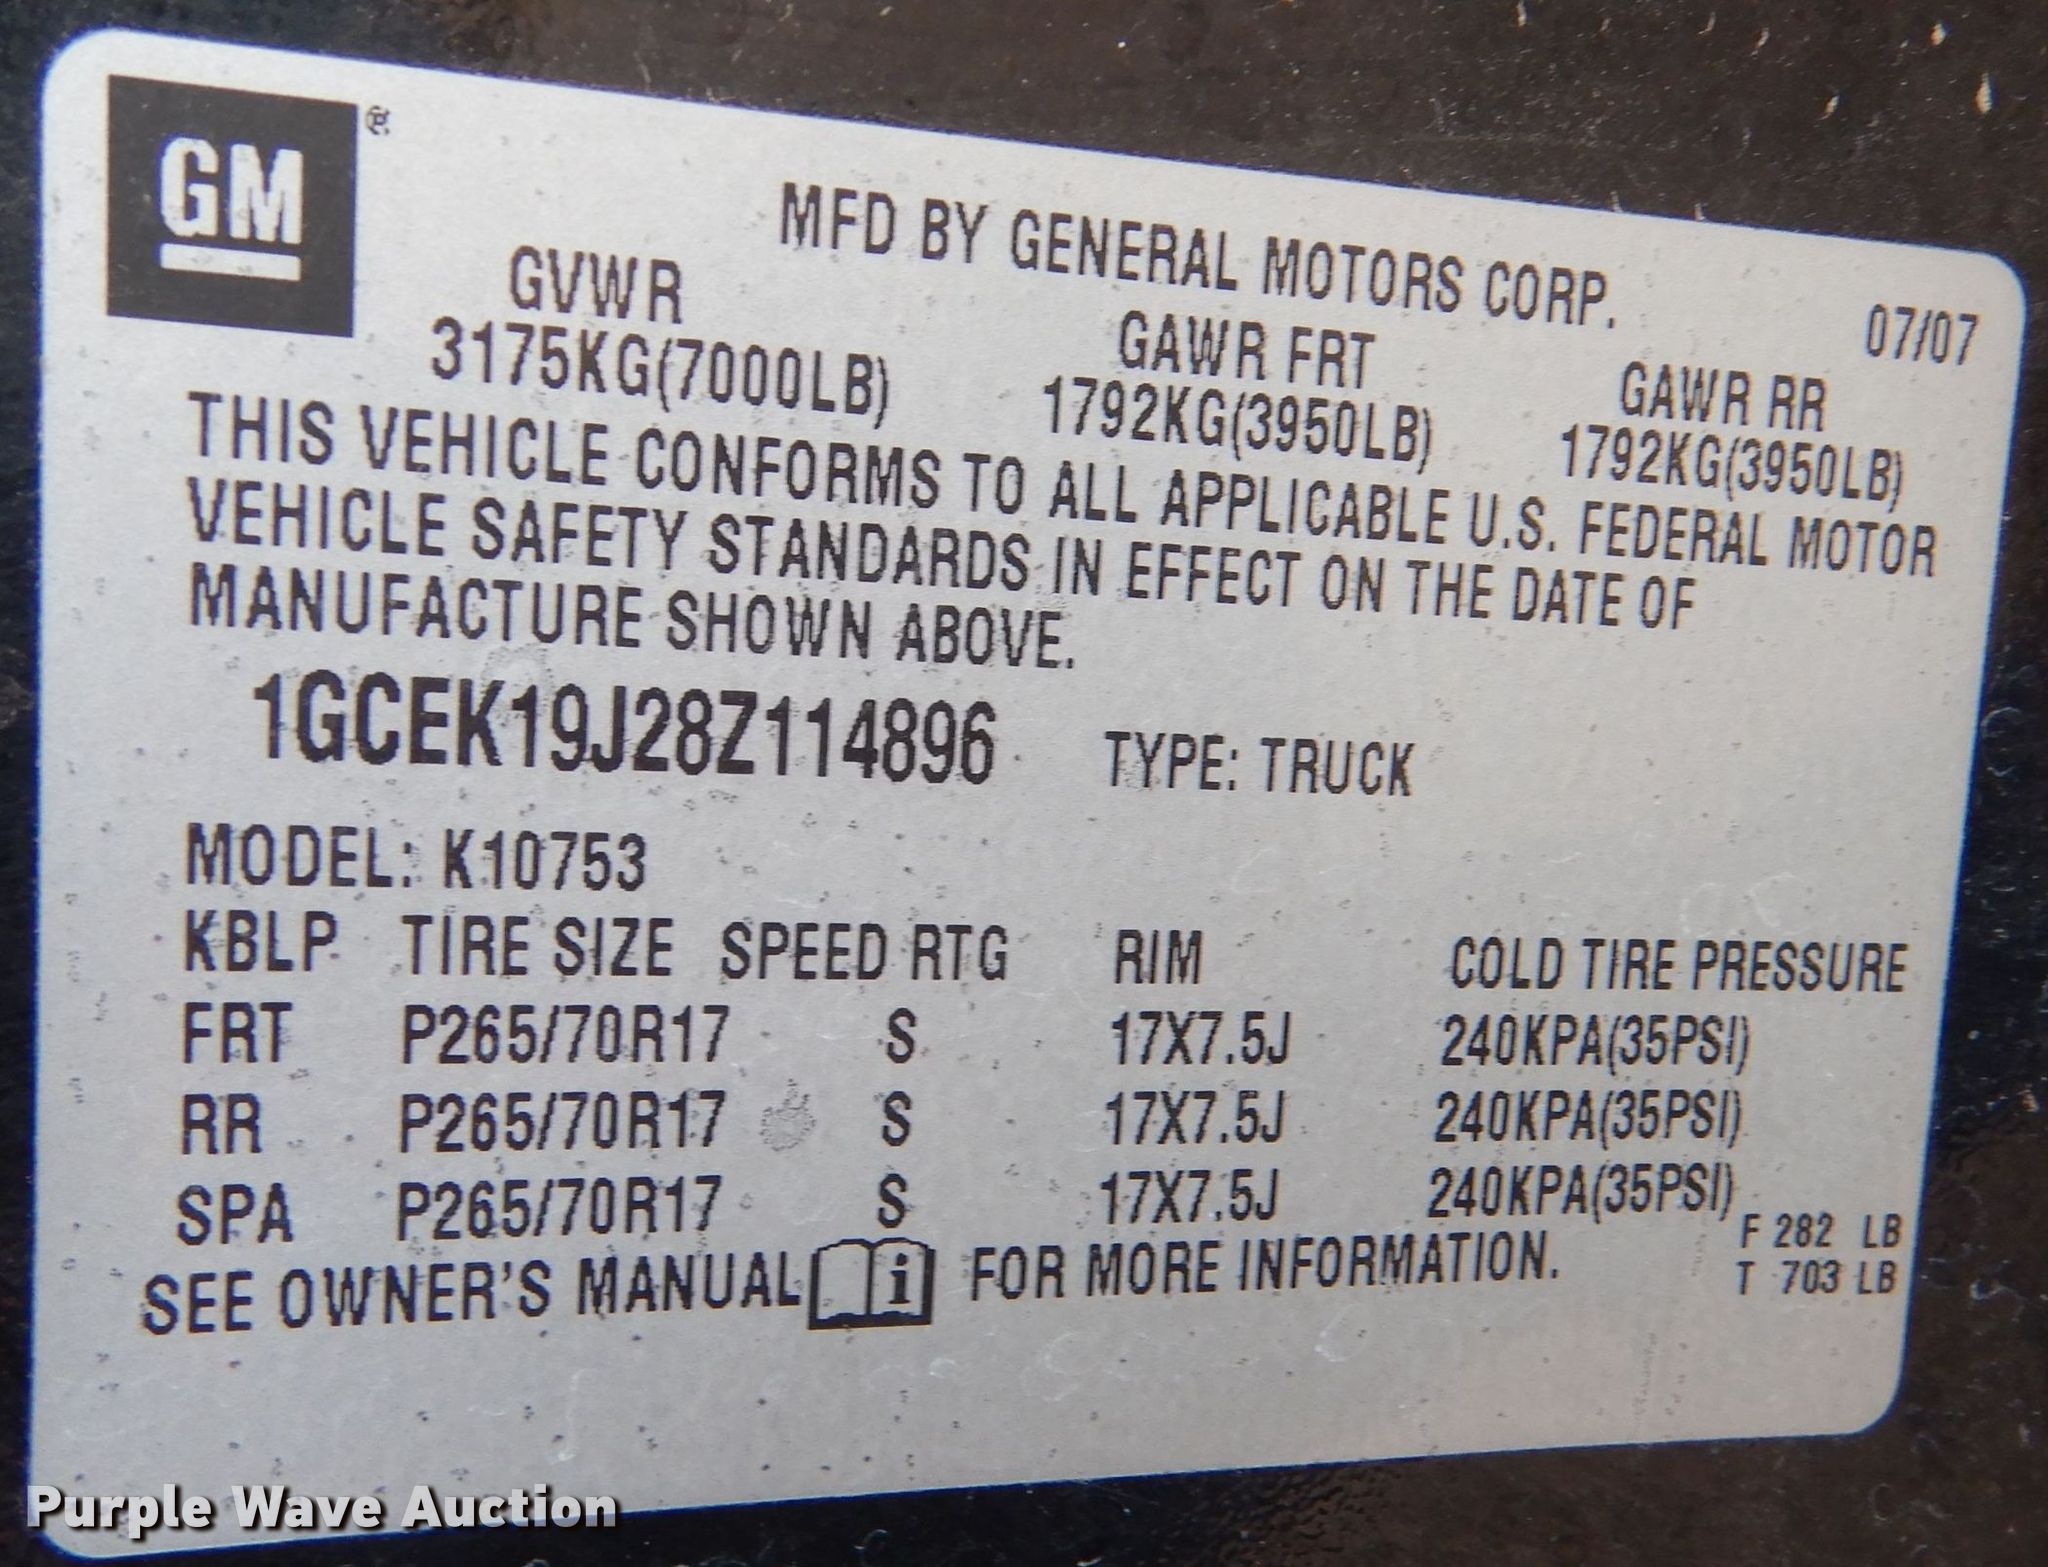 GM ®
MFD BY GENERAL MOTORS CORP.
07/07
GVWR GAWR FRT GAWR RR
3175KG(7000LB) 1792KG(3950LB) 1792KG(3950LB)
THIS VEHICLE CONFORMS TO ALL APPLICABLE U.S. FEDERAL MOTOR
VEHICLE SAFETY STANDARDS IN EFFECT ON THE DATE OF
MANUFACTURE SHOWN ABOVE.
1GCEK19J28Z114896 TYPE: TRUCK
MODEL: K10753
KBLP TIRE SIZE SPEED RTG RIM COLD TIRE PRESSURE
FRT P265/70R17 S 17X7.5J 240KPA(35PSI)
RR P265/70R17 S 17X7.5J 240KPA(35PSI)
SPA P265/70R17 S 17X7.5J 240KPA(35PSI)
F 282 LB
T 703 LB
SEE OWNER'S MANUAL i FOR MORE INFORMATION.
Purple Wave Auction